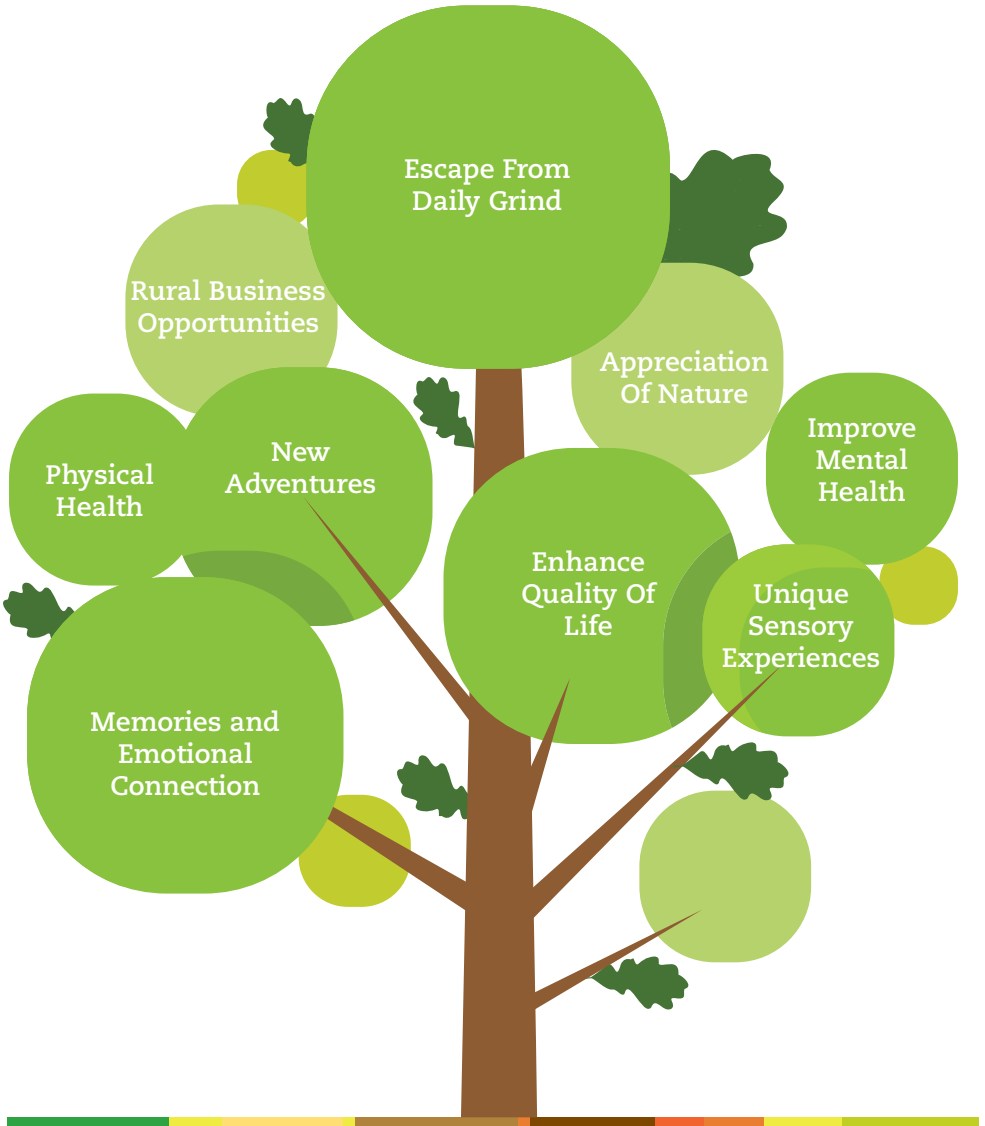 Escape From
Daily Grind
Rural Business
Opportunities
Appreciation
Of Nature
Improve
Mental
Health
New
Adventures
Physical
Health
Enhance
Quality Of
Life
Unique
Sensory
Experiences
Memories and
Emotional
Connection